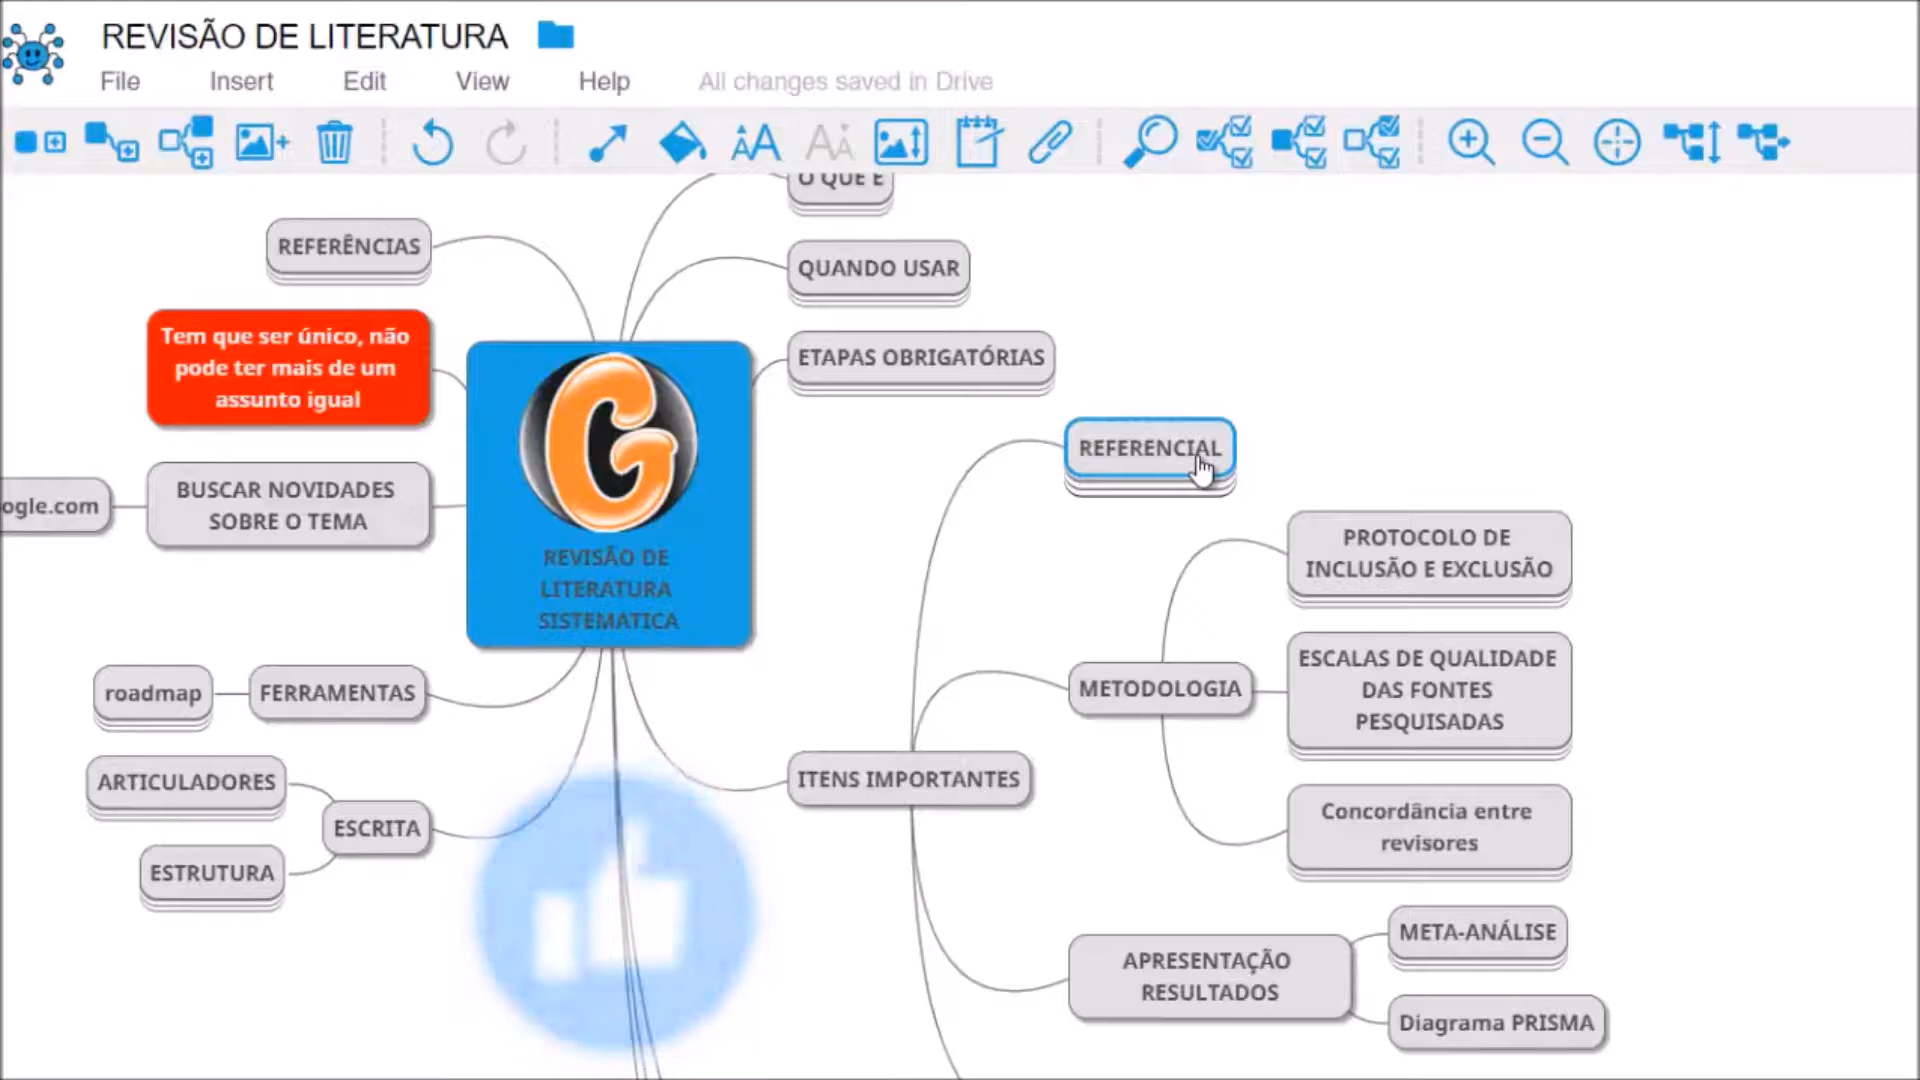 REVISÃO DE LITERATURA
File Insert Edit View Help All changes saved in Drive
O QUE É
REFERÊNCIAS
QUANDO USAR
Tem que ser único, não
pode ter mais de um
assunto igual
ETAPAS OBRIGATÓRIAS
G
REFERENCIAL
ogle.com
BUSCAR NOVIDADES
SOBRE O TEMA
REVISÃO DE
LITERATURA
SISTEMATICA
PROTOCOLO DE
INCLUSÃO E EXCLUSÃO
roadmap
FERRAMENTAS
METODOLOGIA
ESCALAS DE QUALIDADE
DAS FONTES
PESQUISADAS
ARTICULADORES
ESCRITA
ESTRUTURA
ITENS IMPORTANTES
Concordância entre
revisores
APRESENTAÇÃO
RESULTADOS
META-ANÁLISE
Diagrama PRISMA